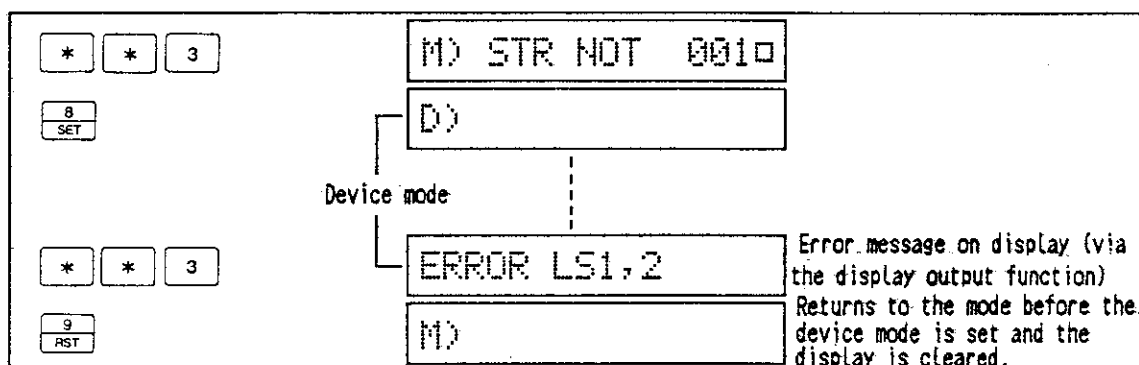 * * 3 M) STR NOT 001□
8
SET
D)
Device mode
* * 3 ERROR LS1,2 Error message on display (via
the display output function)
9
RST
M)
Returns to the mode before the
device mode is set and the
display is cleared.